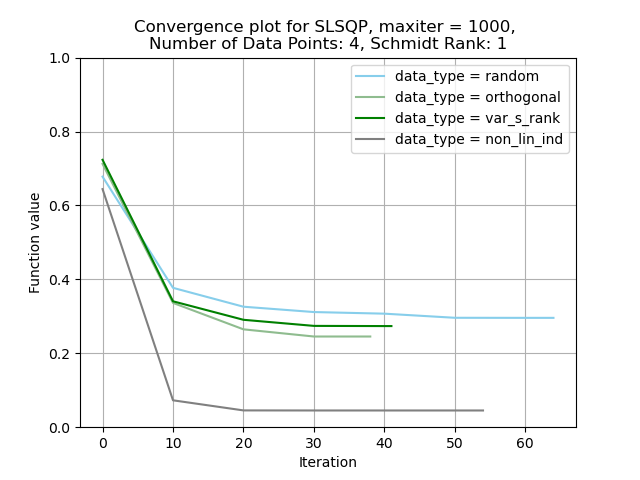 Convergence plot for SLSQP, maxiter = 1000,
Number of Data Points: 4, Schmidt Rank: 1
data_type = random
data_type = orthogonal
data_type = var_s_rank
data_type = non_lin_ind
Function value
1.0
0.8
0.6
0.4
0.2
0.0
0 10 20 30 40 50 60
Iteration